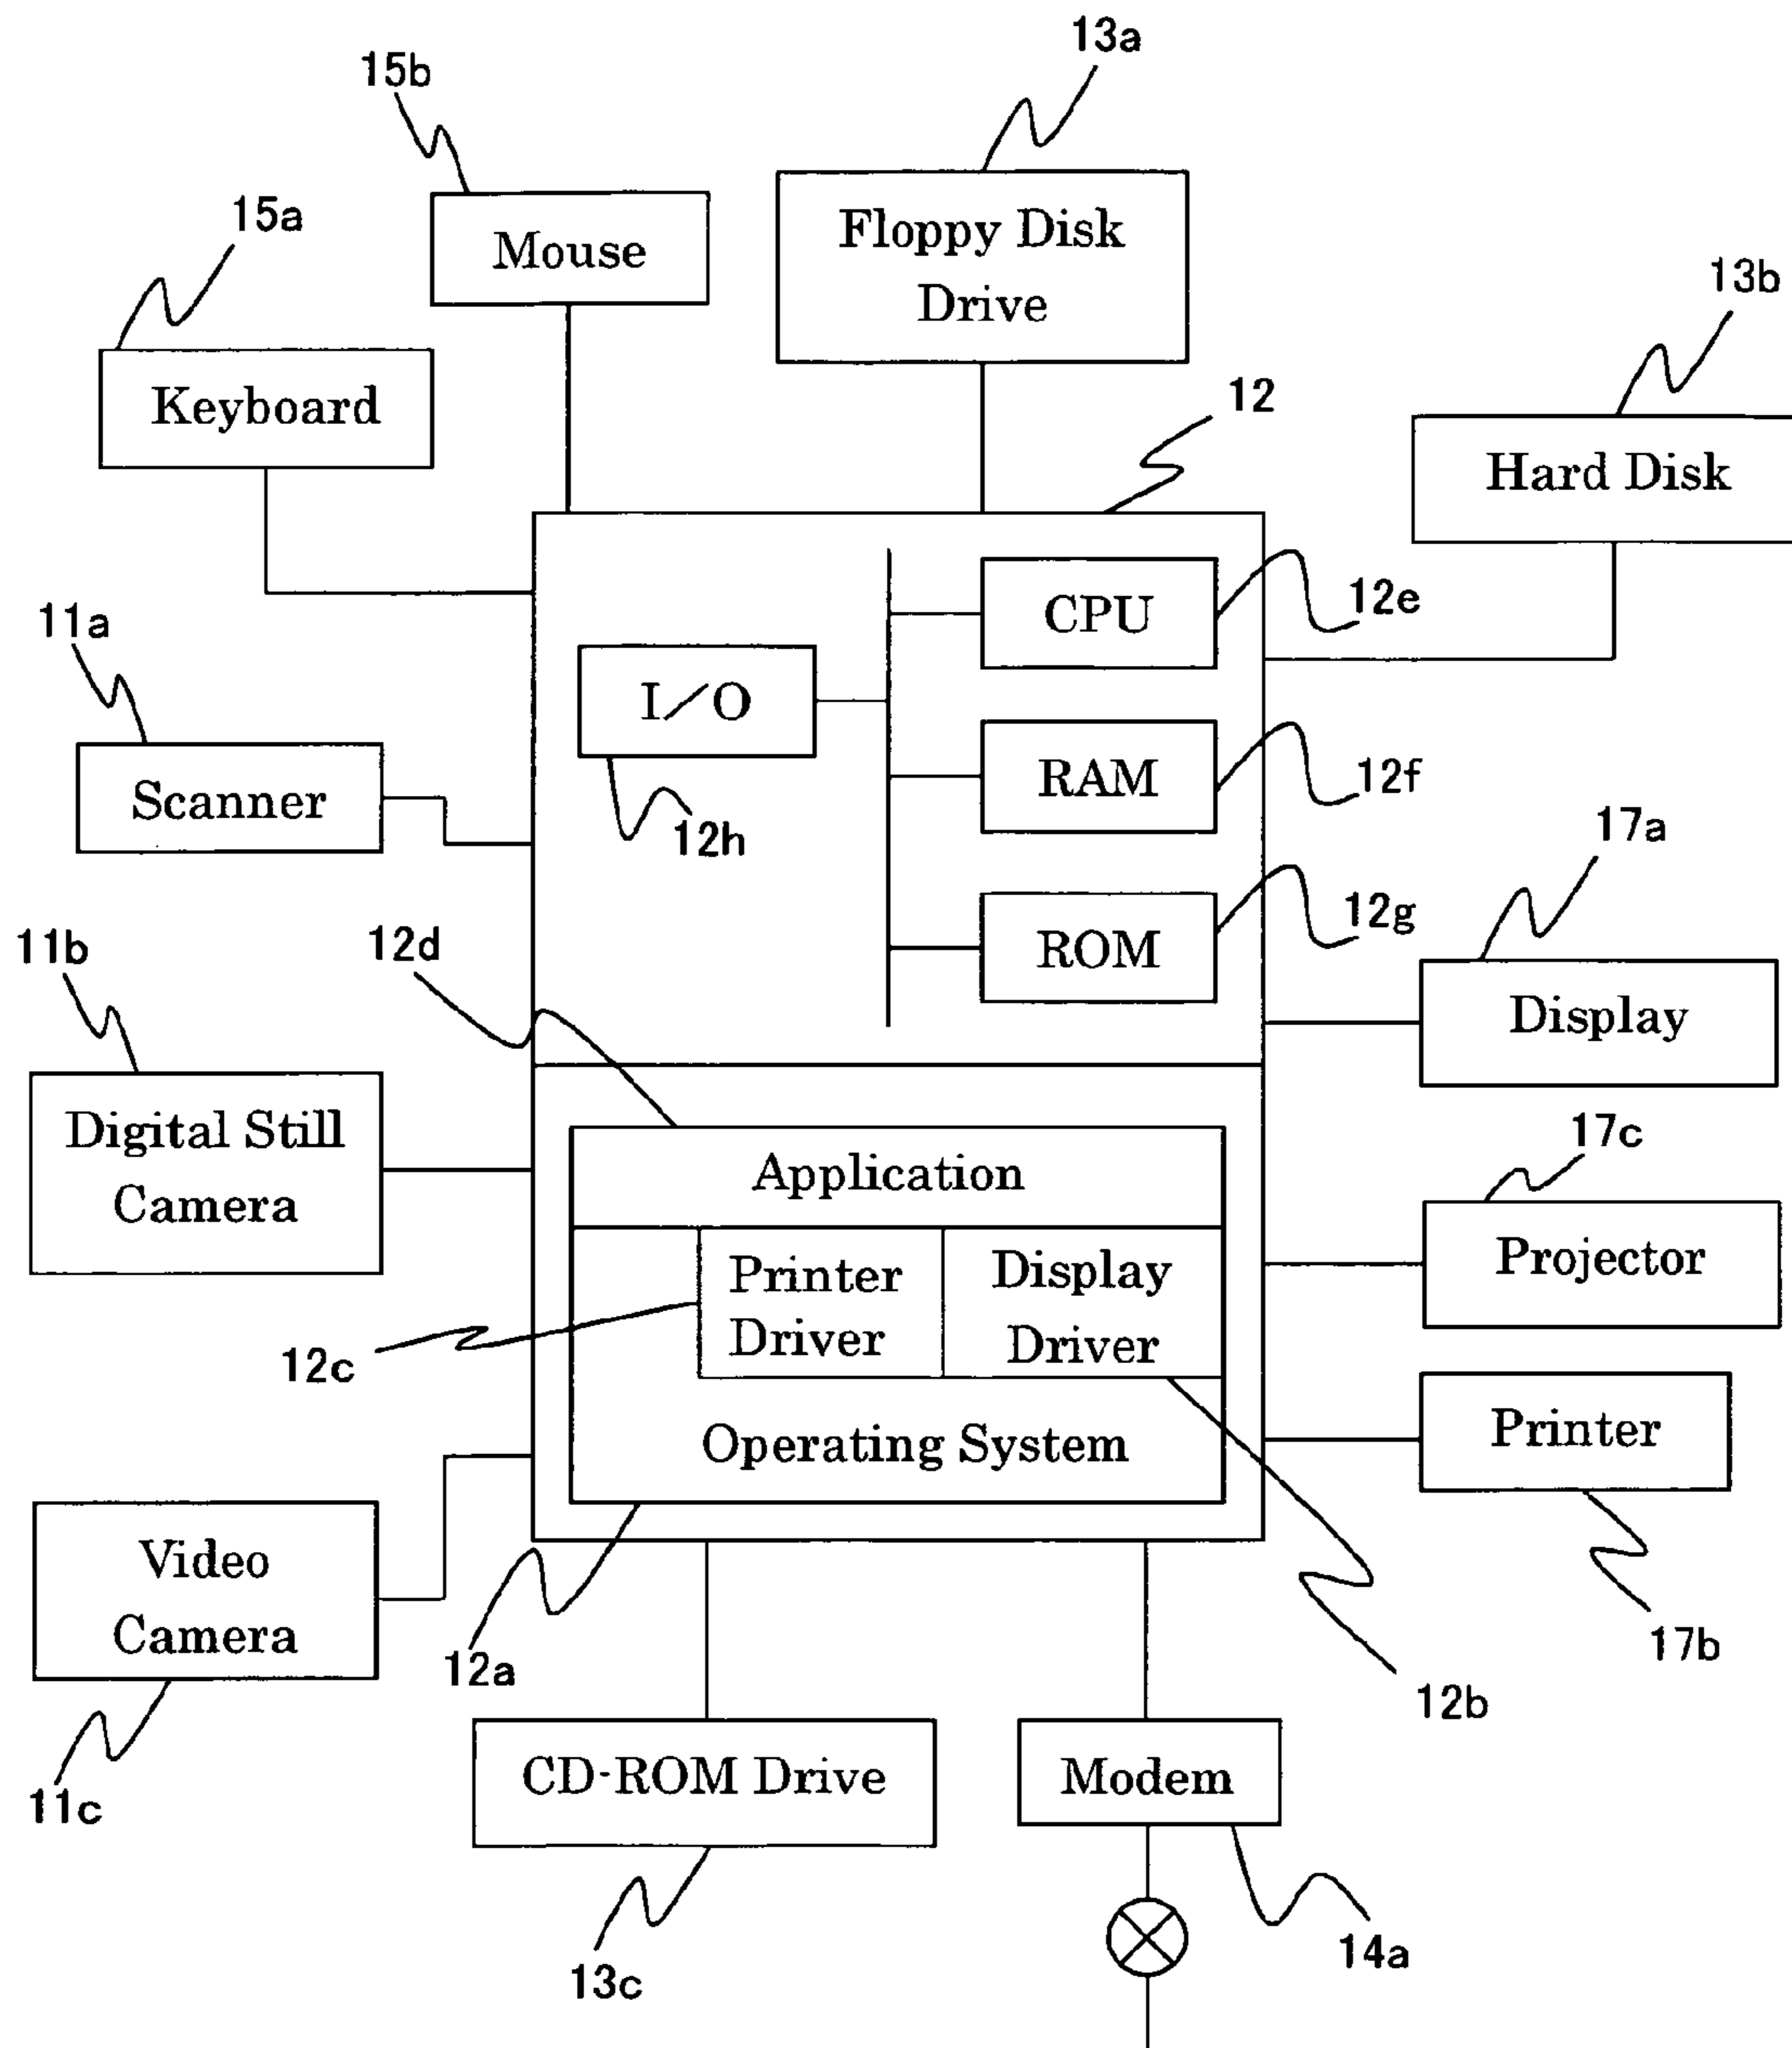 13a
15b
15a
Mouse
Floppy Disk
Drive
13b
Keyboard
12
Hard Disk
11a
CPU
12e
I/O
Scanner
RAM
12f
12h
17a
11b
12d
ROM
12g
Display
Digital Still
Camera
Application
17c
Printer
Driver
Display
Driver
Projector
12c
Operating System
Printer
Video
Camera
12a
17b
12b
11c
CD-ROM Drive
Modem
13c
14a